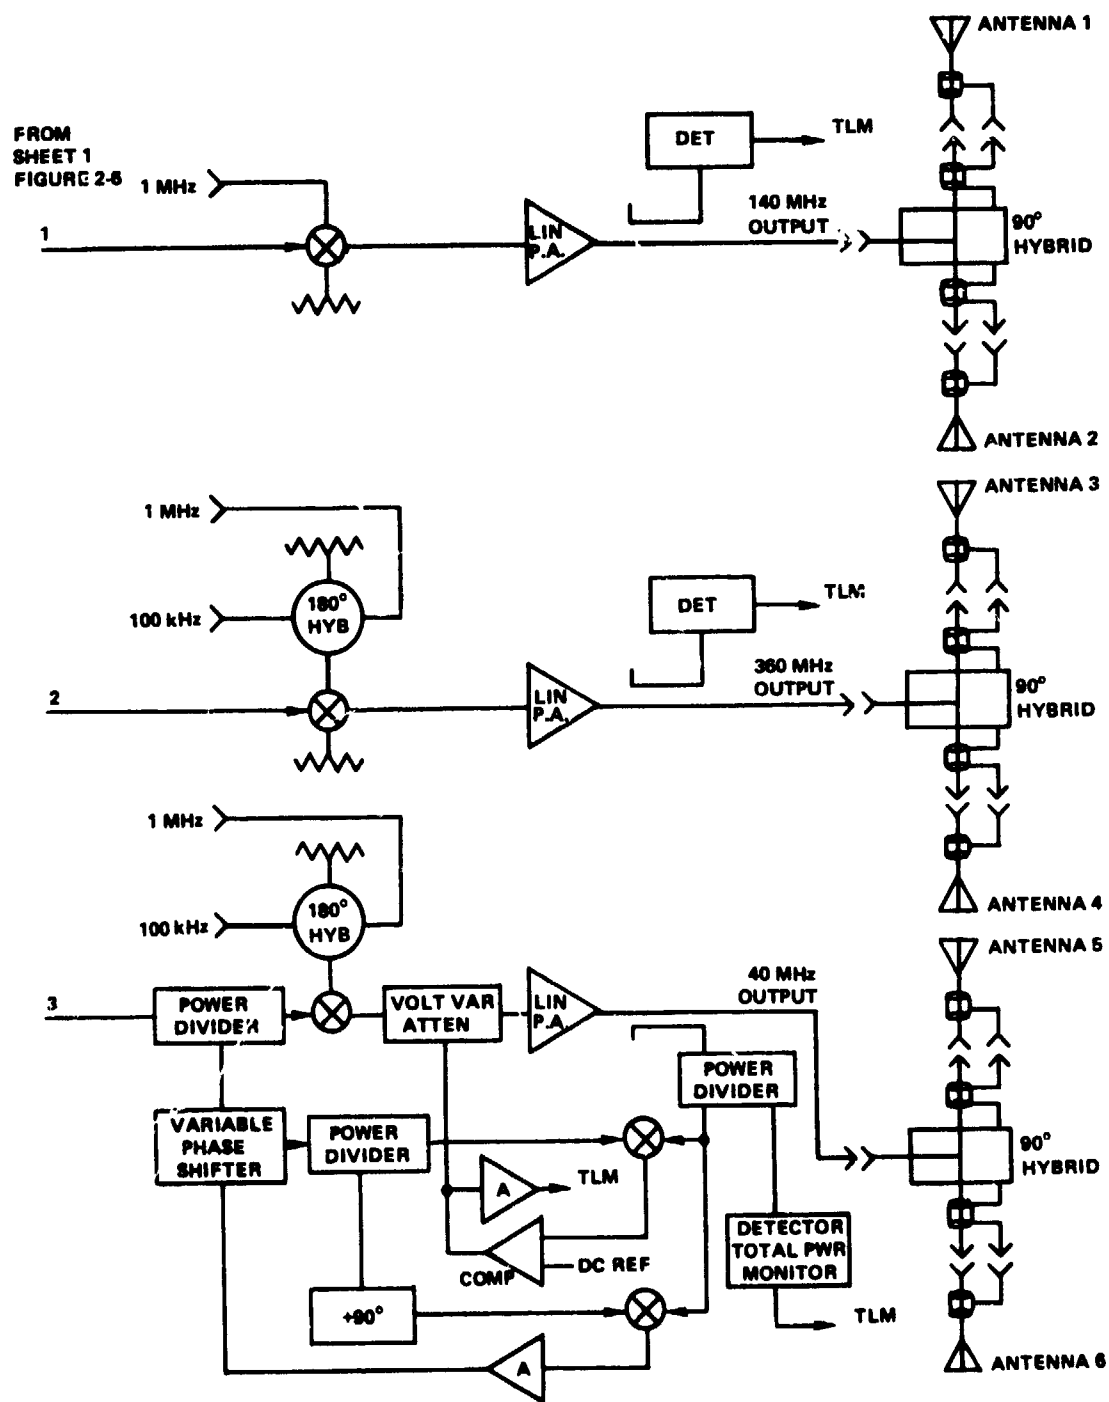 ANTENNA 1
FROM
SHEET 1
FIGURE 2-6
1 MHz
DET
TLM
1
LIN
P.A.
140 MHz
OUTPUT
90°
HYBRID
ANTENNA 2
ANTENNA 3
1 MHz
100 kHz
180°
HYB
DET
TLM
2
LIN
P.A.
360 MHz
OUTPUT
90°
HYBRID
1 MHz
100 kHz
180°
HYB
ANTENNA 4
ANTENNA 5
3
POWER
DIVIDER
VOLT VAR
ATTEN
LIN
P.A.
40 MHz
OUTPUT
POWER
DIVIDER
VARIABLE
PHASE
SHIFTER
POWER
DIVIDER
90°
HYBRID
A
TLM
COMP
DC REF
DETECTOR
TOTAL PWR
MONITOR
+90°
TLM
A
ANTENNA 6